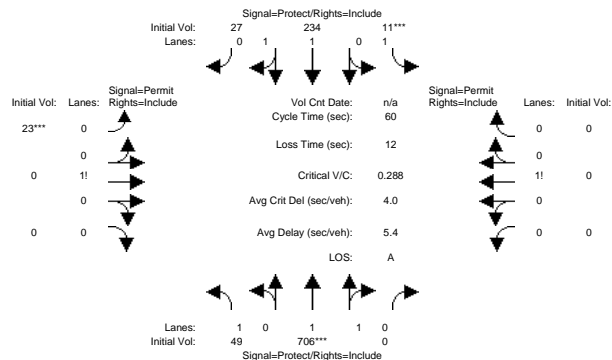 Signal=Protect/Rights=Include
Initial Vol: 27 234 11***
Lanes: 0 1 1 0 1
Signal=Permit Signal=Permit
Initial Vol: Lanes: Rights=Include Vol Cnt Date: n/a Rights=Include Lanes: Initial Vol:
Cycle Time (sec): 60
23*** 0 0 0
Loss Time (sec): 12
0 0
0 1! Critical V/C: 0.288 1! 0
0 Avg Crit Del (sec/veh): 4.0 0
0 0 Avg Delay (sec/veh): 5.4 0 0
LOS: A
Lanes: 1 0 1 1 0
Initial Vol: 49 706*** 0
Signal=Protect/Rights=Include